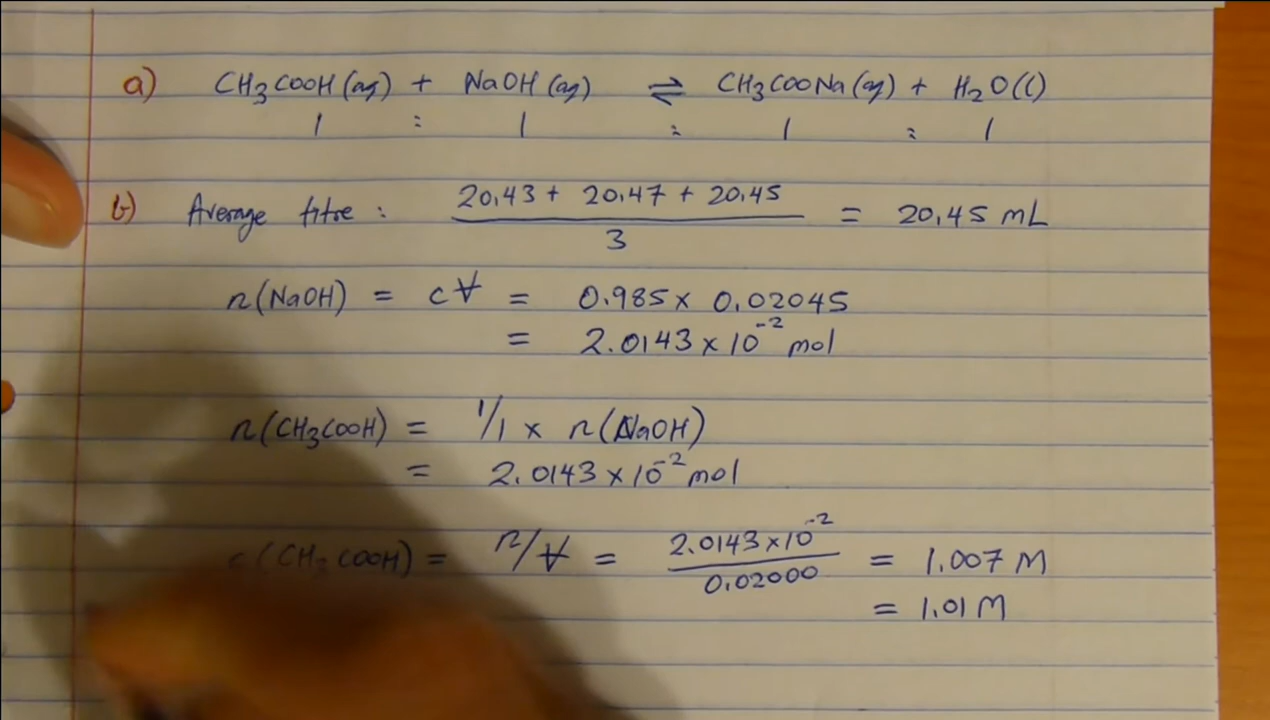 a) CH3COOH (aq) + NaOH (aq) ⇌ CH3COONa (aq) + H2O(l)
1 : 1 : 1 : 1
b) Average titre : 20.43 + 20.47 + 20.45 / 3 = 20.45 mL
n(NaOH) = cV = 0.985 x 0.02045
= 2.0143 x 10^-2 mol
n(CH3COOH) = 1/1 x n(NaOH)
= 2.0143 x 10^-2 mol
c(CH3COOH) = n/V = 2.0143 x 10^-2 / 0.02000 = 1.007 M
= 1.01 M